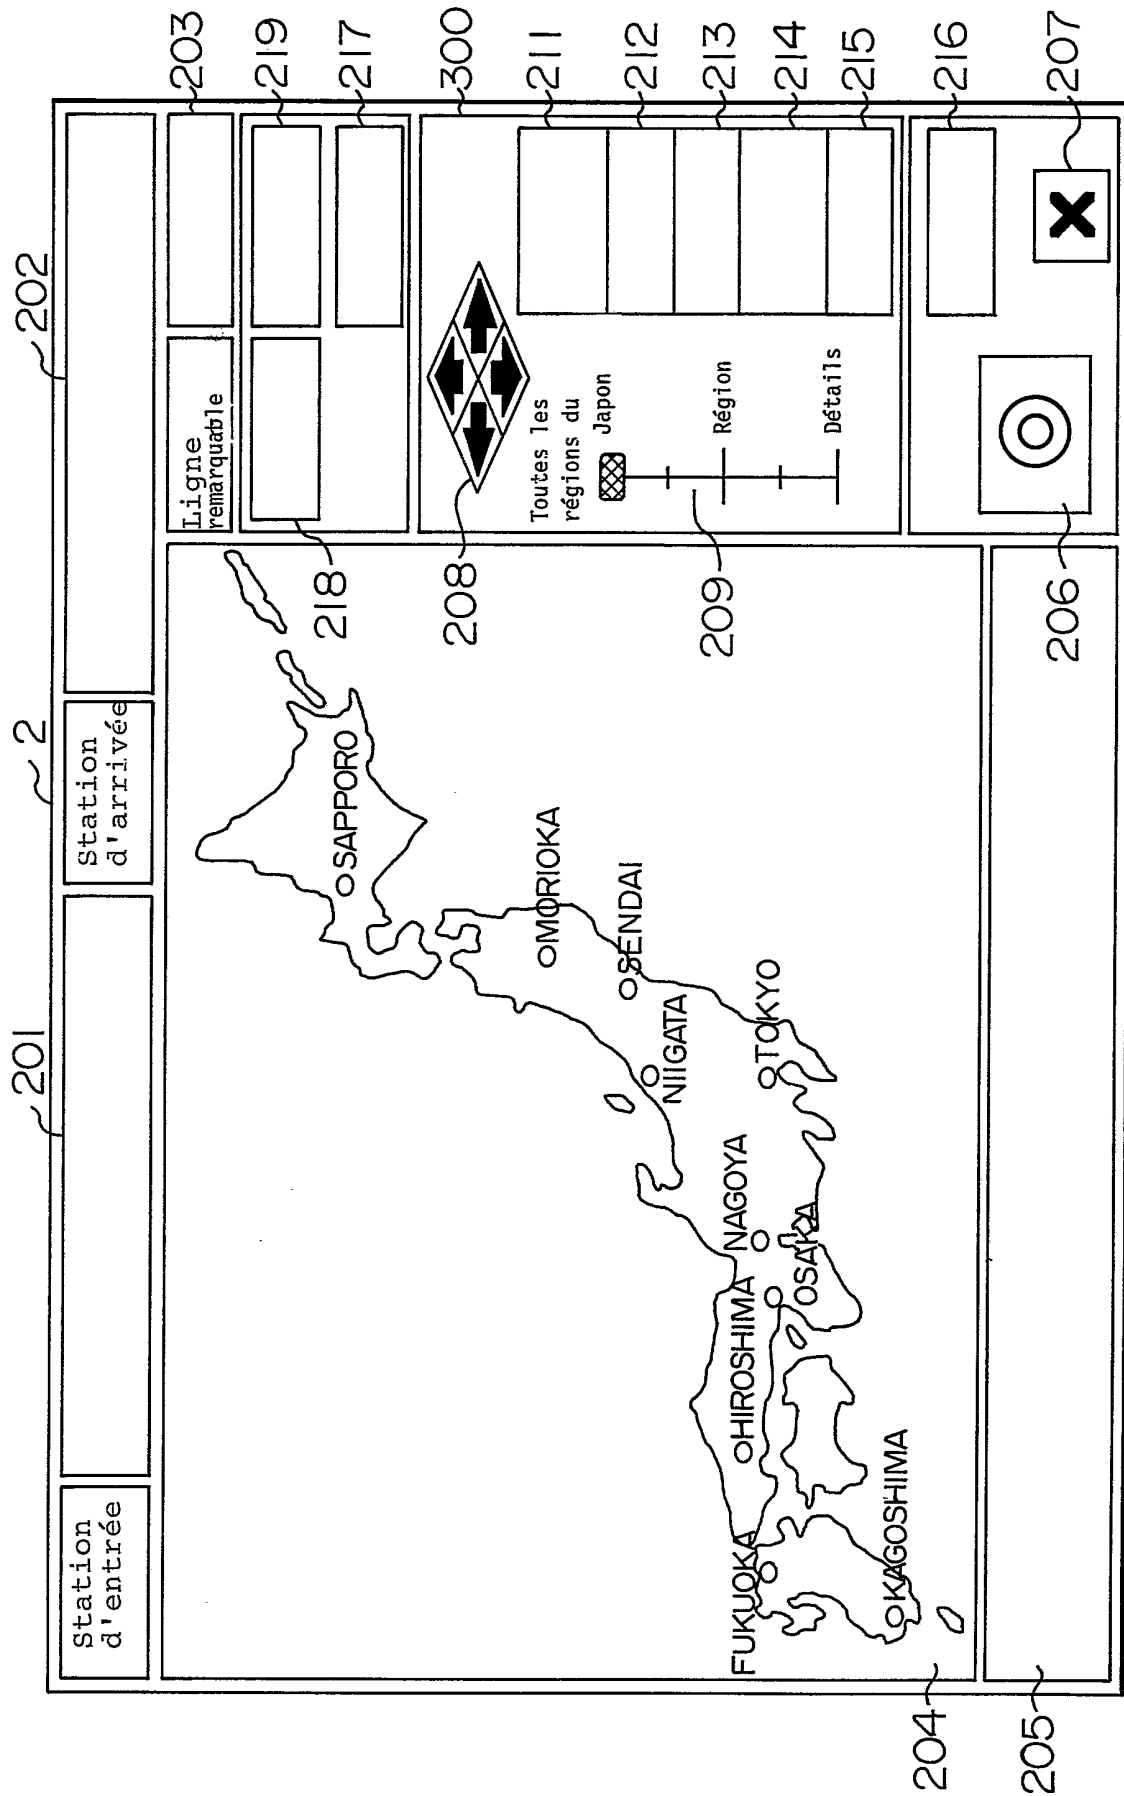 201
2
202
Station
d'entrée
Station
d'arrivée
Ligne
remarquable
203
219
217
218
300
208
Toutes les
régions du
Japon
Région
Détails
209
211
212
213
214
215
216
207
206
SAPPORO
MORIOKA
SENDAI
NIIGATA
TOKYO
NAGOYA
OSAKA
HIROSHIMA
FUKUOKA
KAGOSHIMA
204
205